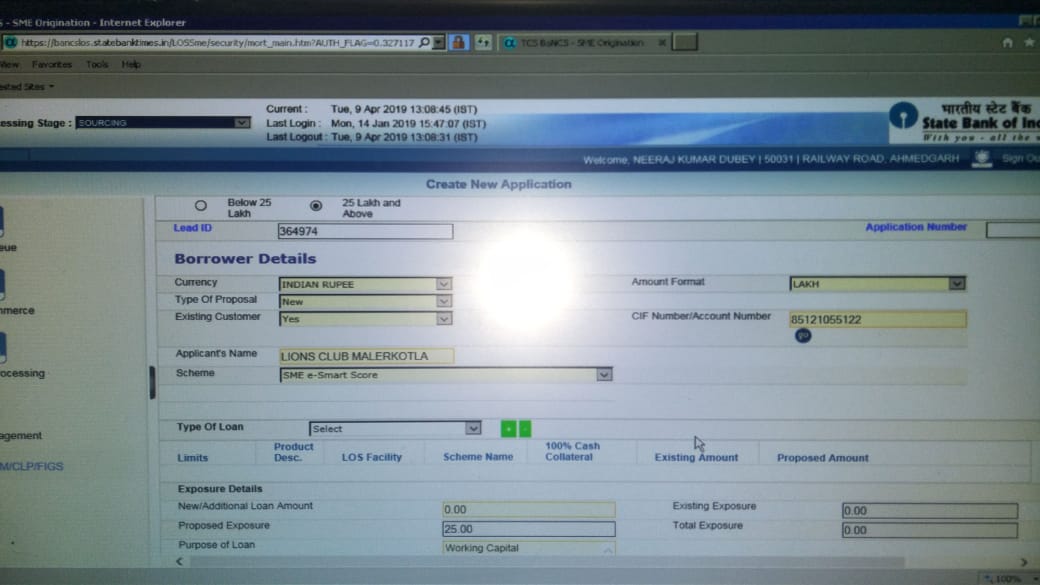 - SME Origination - Internet Explorer
https://bancslos.statebanktimes.in/LOSSme/security/mort_main.htm?AUTH_FLAG=0.327117
TCS BaNCS - SME Origination
View Favorites Tools Help
ested Sites
Current : Tue, 9 Apr 2019 13:08:45 (IST)
essing Stage : SOURCING
Last Login : Mon, 14 Jan 2019 15:47:07 (IST)
Last Logout : Tue, 9 Apr 2019 13:08:31 (IST)
भारतीय स्टेट बैंक
State Bank of Ind
With you - all the w
Welcome, NEERAJ KUMAR DUBEY | 50031 | RAILWAY ROAD, AHMEDGARH Sign Ou
Create New Application
Below 25 Lakh
25 Lakh and Above
Lead ID 364974 Application Number
eue
Borrower Details
Currency INDIAN RUPEE Amount Format LAKH
Type Of Proposal New
Existing Customer Yes CIF Number/Account Number 85121055122
go
mmerce
Applicant's Name LIONS CLUB MALERKOTLA
Scheme SME e-Smart Score
ocessing
Type Of Loan Select + -
agement
Limits Product Desc. LOS Facility Scheme Name 100% Cash Collateral Existing Amount Proposed Amount
M/CLP/FIGS
Exposure Details
New/Additional Loan Amount 0.00 Existing Exposure 0.00
Proposed Exposure 25.00 Total Exposure 0.00
Purpose of Loan Working Capital
100%